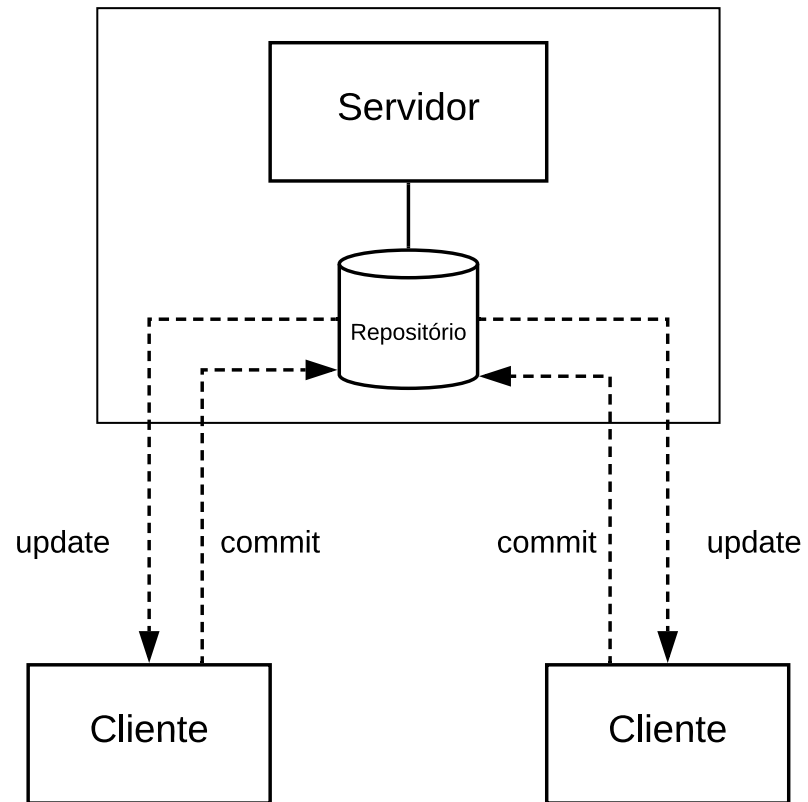 Servidor
Repositório
update
commit
commit
update
Cliente
Cliente